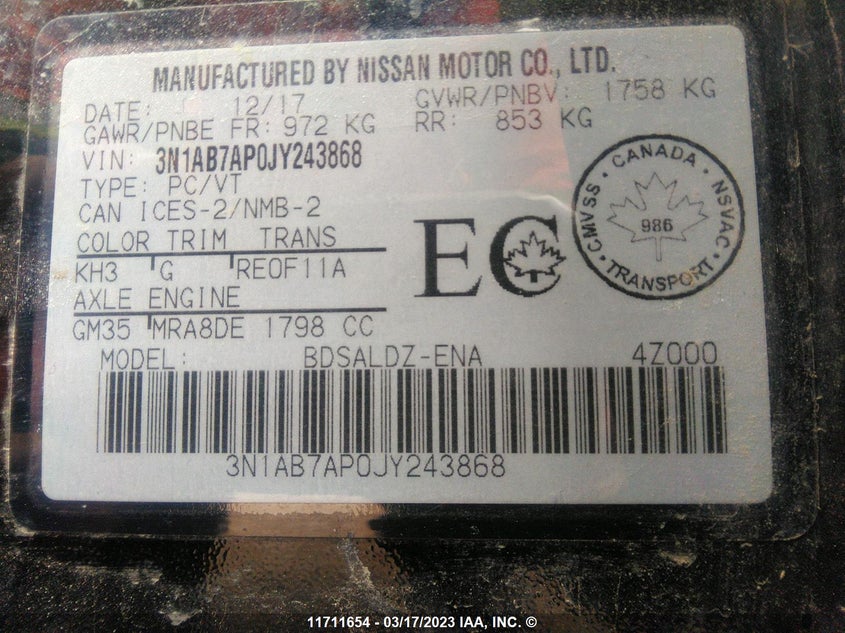 MANUFACTURED BY NISSAN MOTOR CO., LTD.
DATE: 12/17 GVWR/PNBV: 1758 KG
GAWR/PNBE FR: 972 KG RR: 853 KG
VIN: 3N1AB7AP0JY243868
TYPE: PC/VT
CAN ICES-2/NMB-2
COLOR TRIM TRANS
KH3 G RE0F11A
AXLE ENGINE
GM35 MRA8DE 1798 CC
EC
CANADA • NSVAC • TRANSPORT • CMVSS •
986
MODEL: BDSALDZ-ENA 4Z000
3N1AB7AP0JY243868
11711654 - 03/17/2023 IAA, INC. ©